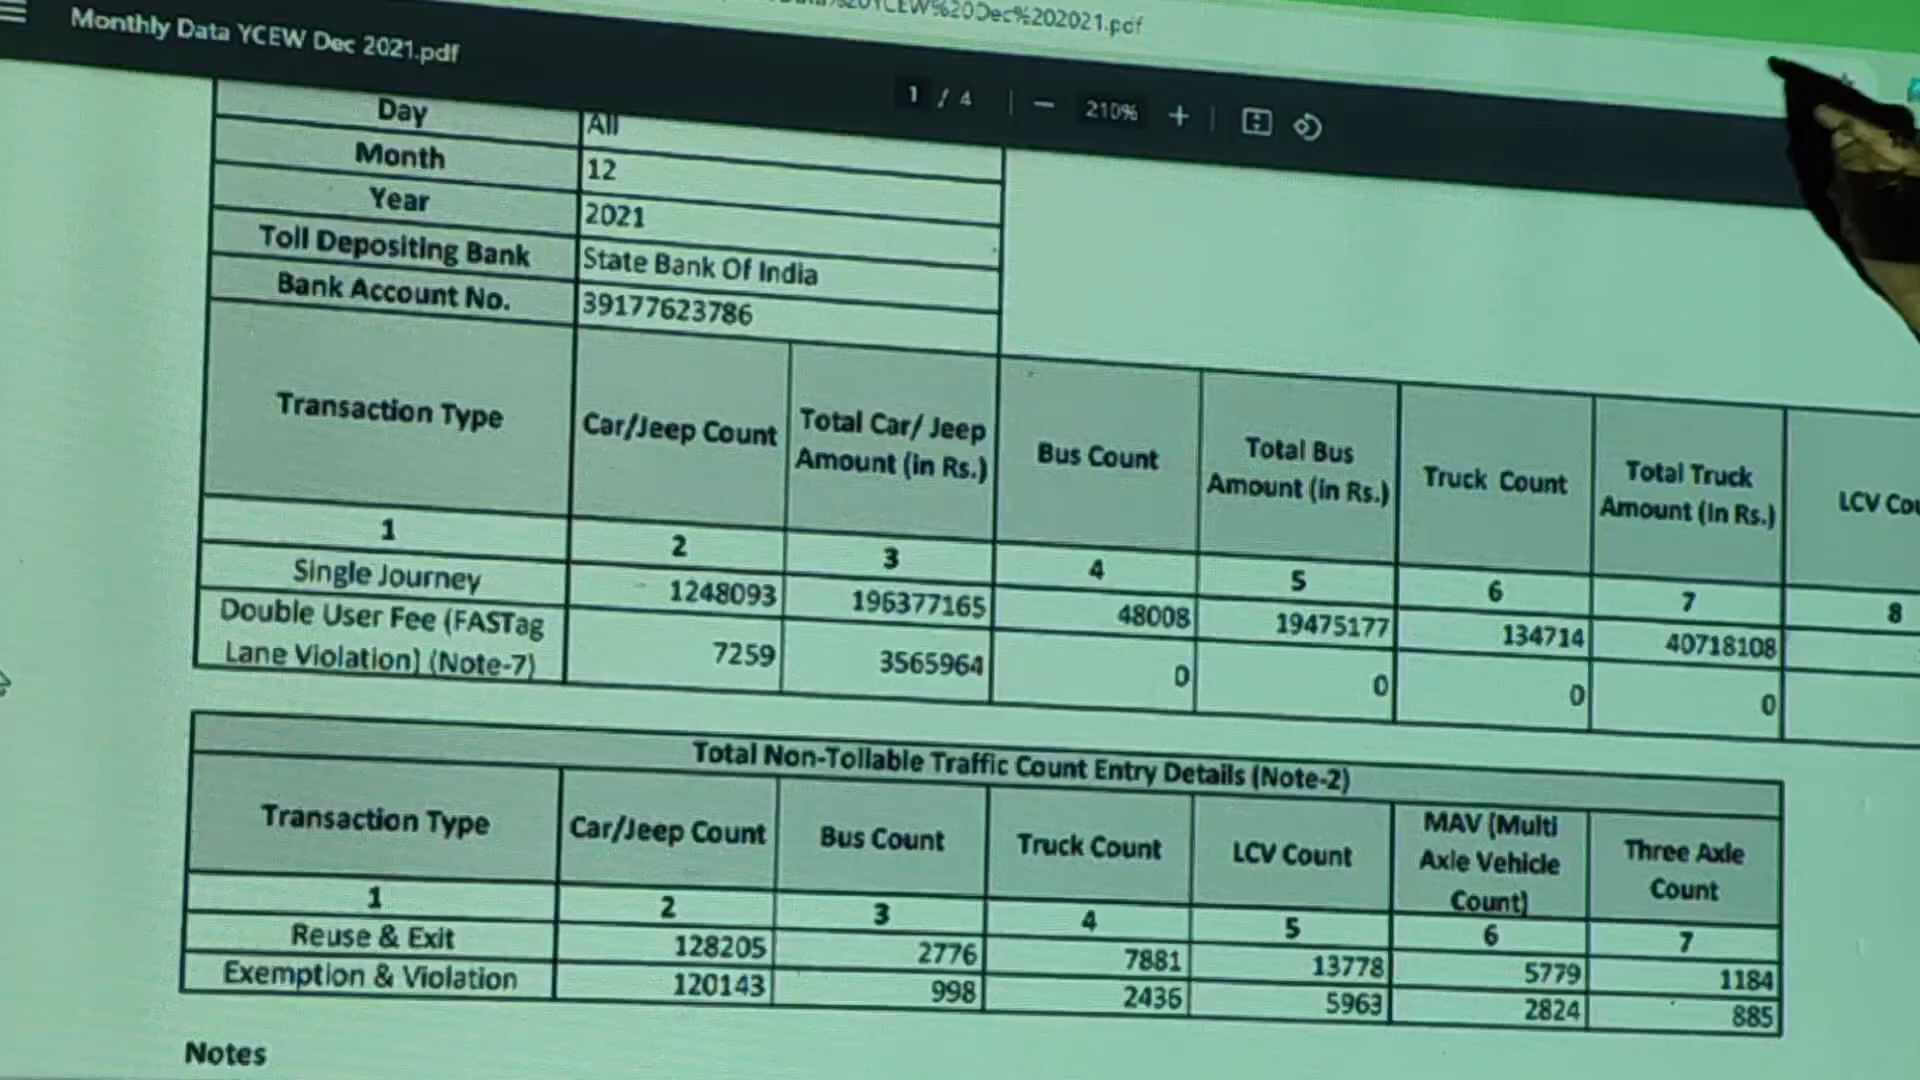 YCEW%20Dec%202021.pdf
Monthly Data YCEW Dec 2021.pdf
1 / 4 — 210% +
Day All
Month 12
Year 2021
Toll Depositing Bank State Bank Of India
Bank Account No. 39177623786
Transaction Type Car/Jeep Count Total Car/ Jeep Amount (in Rs.) Bus Count Total Bus Amount (in Rs.) Truck Count Total Truck Amount (in Rs.) LCV
1 2 3 4 5 6 7 8
Single Journey 1248093 196377165 48008 19475177 134714 40718108
Double User Fee (FASTag
Lane Violation) (Note-7) 7259 3565964 0 0 0 0
Total Non-Tollable Traffic Count Entry Details (Note-2)
Transaction Type Car/Jeep Count Bus Count Truck Count LCV Count MAV (Multi Axle Vehicle Count) Three Axle Count
1 2 3 4 5 6 7
Reuse & Exit 128205 2776 7881 13778 5779 1184
Exemption & Violation 120143 998 2436 5963 2824 885
Notes